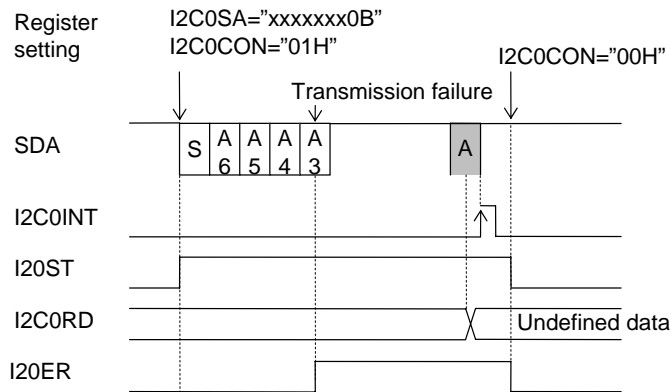 Register
setting
I2C0SA=”xxxxxxx0B”
I2C0CON=”01H”
I2C0CON=”00H”
Transmission failure
SDA
S
A
6
A
5
A
4
A
3
A
I2C0INT
I20ST
I2C0RD
Undefined data
I20ER